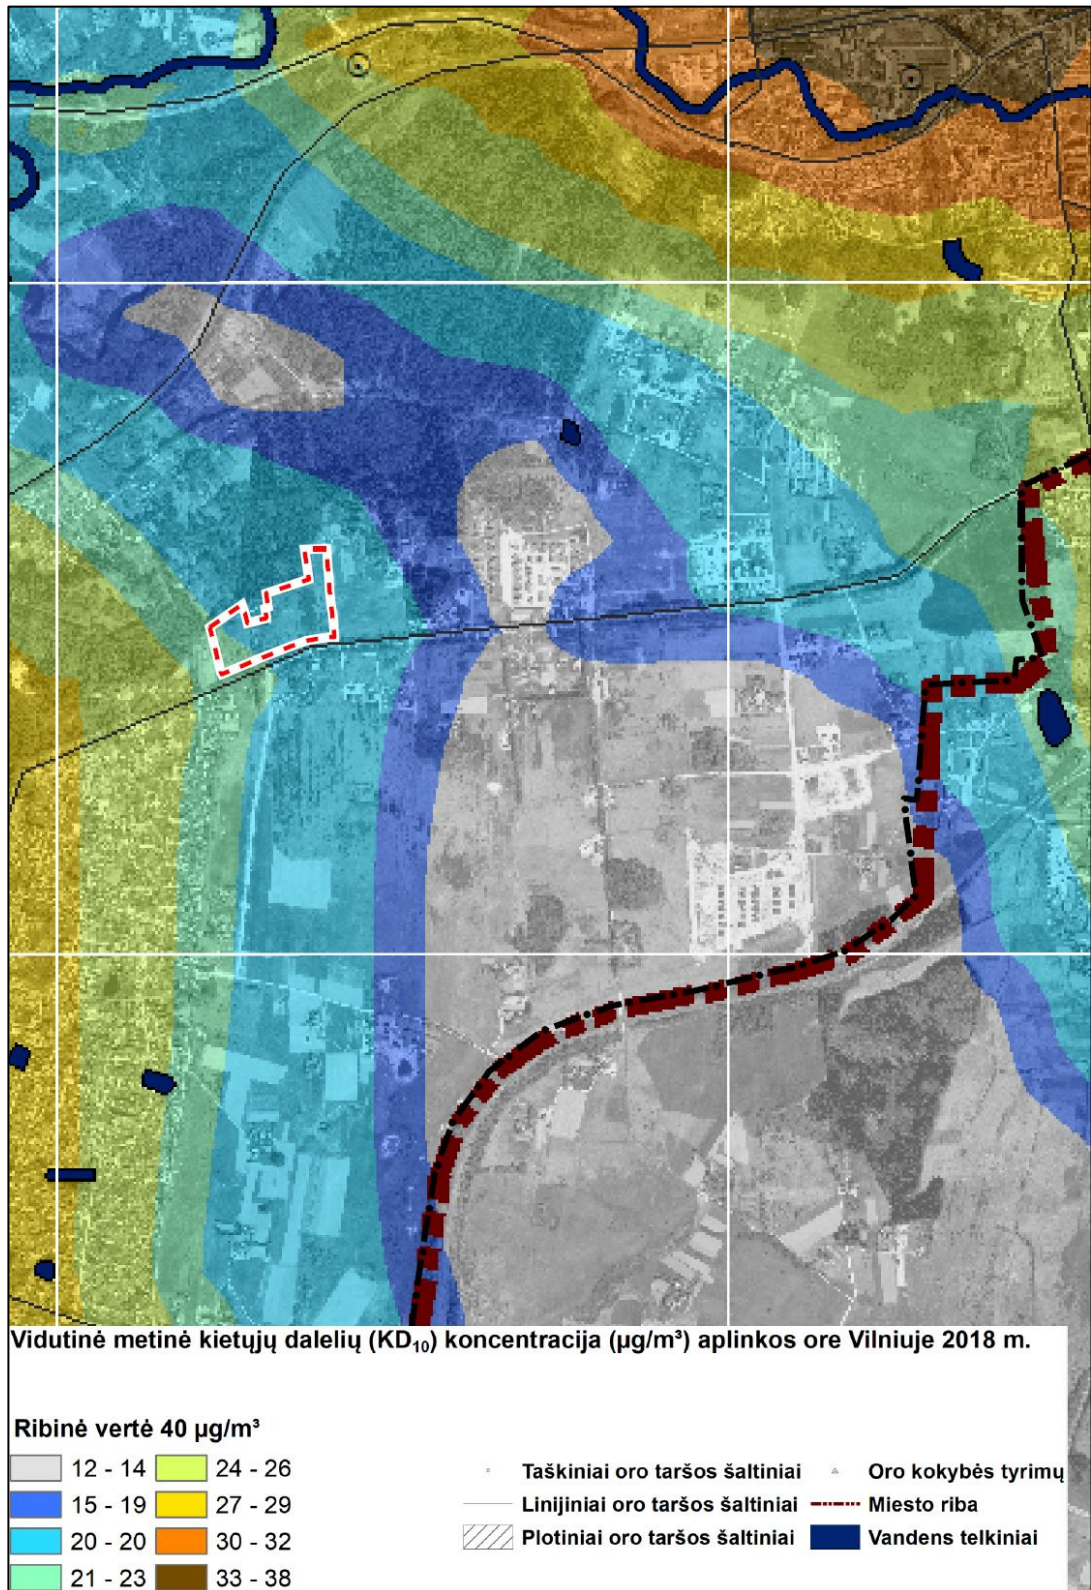 Vidutinė metinė kietųjų dalelių (KD₁₀) koncentracija (µg/m³) aplinkos ore Vilniuje 2018 m.
Ribinė vertė 40 µg/m³
12 - 14
15 - 19
20 - 20
21 - 23
24 - 26
27 - 29
30 - 32
33 - 38
Taškiniai oro taršos šaltiniai
Linijiniai oro taršos šaltiniai
Plotiniai oro taršos šaltiniai
Oro kokybės tyrimų
Miesto riba
Vandens telkiniai